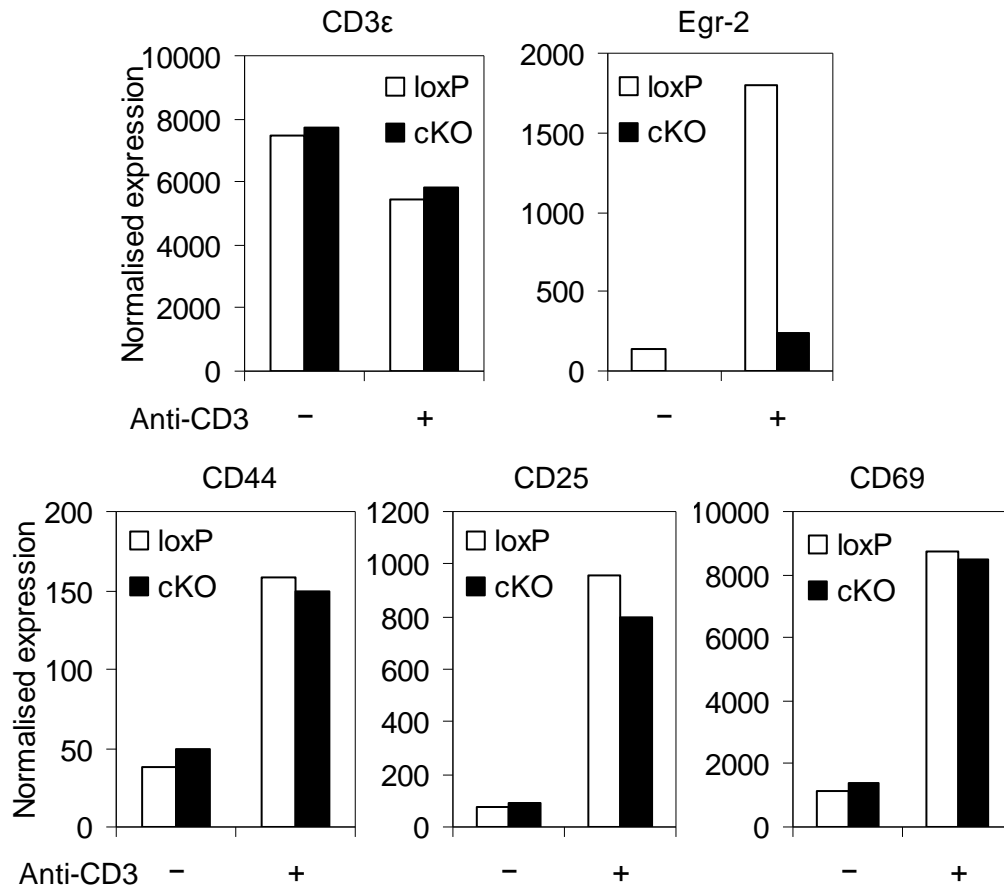 CD3ε
Normalised expression
10000
8000
6000
4000
2000
0
loxP
cKO
Anti-CD3 − +
Egr-2
2000
1500
1000
500
0
loxP
cKO
− +
CD44
Normalised expression
200
150
100
50
0
loxP
cKO
Anti-CD3 − +
CD25
1200
1000
800
600
400
200
0
loxP
cKO
− +
CD69
10000
8000
6000
4000
2000
0
loxP
cKO
− +